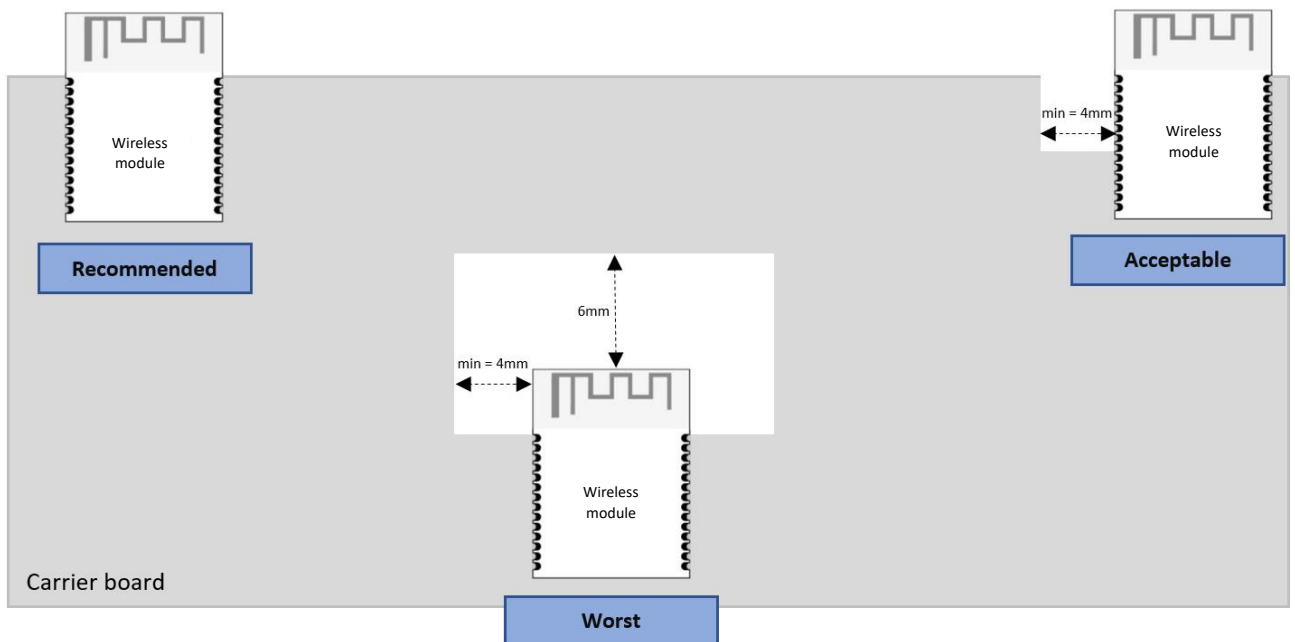 min = 4mm
Wireless
module
Wireless
module
Recommended
Acceptable
6mm
min = 4mm
Wireless
module
Carrier board
Worst